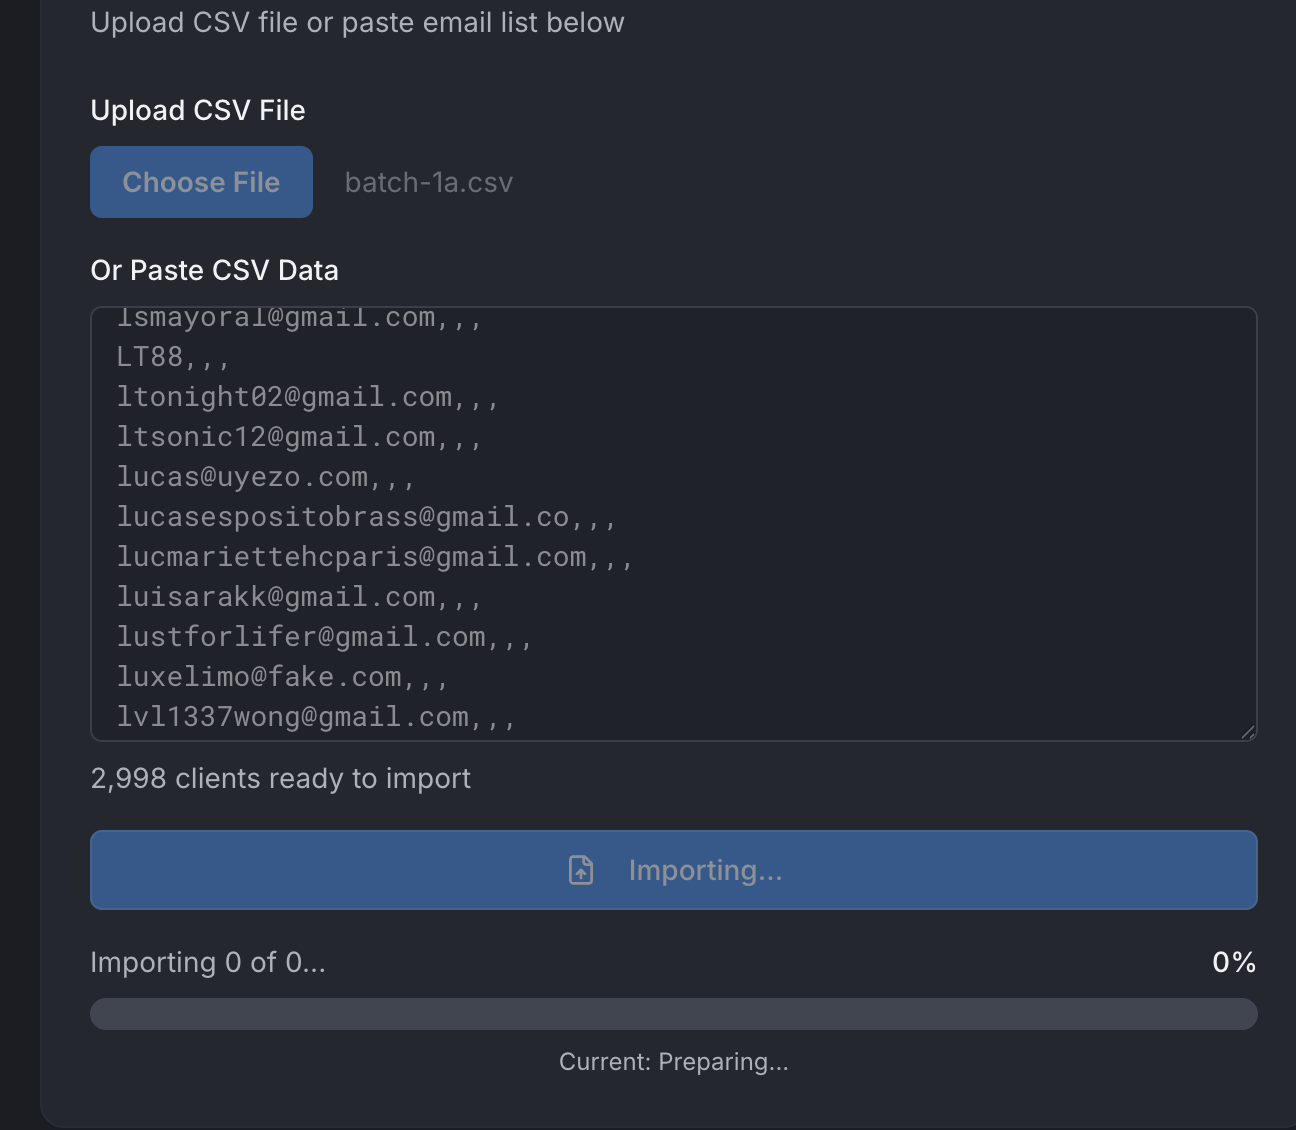 Upload CSV file or paste email list below
Upload CSV File
Choose File batch-1a.csv
Or Paste CSV Data
lsmayoral@gmail.com,,,
LT88,,,
ltonight02@gmail.com,,,
ltsonic12@gmail.com,,,
lucas@uyezo.com,,,
lucasespositobrass@gmail.co,,,
lucmariettehcparis@gmail.com,,,
luisarakk@gmail.com,,,
lustforlifer@gmail.com,,,
luxelimo@fake.com,,,
lvl1337wong@gmail.com,,,
2,998 clients ready to import
Importing...
Importing 0 of 0... 0%
Current: Preparing...